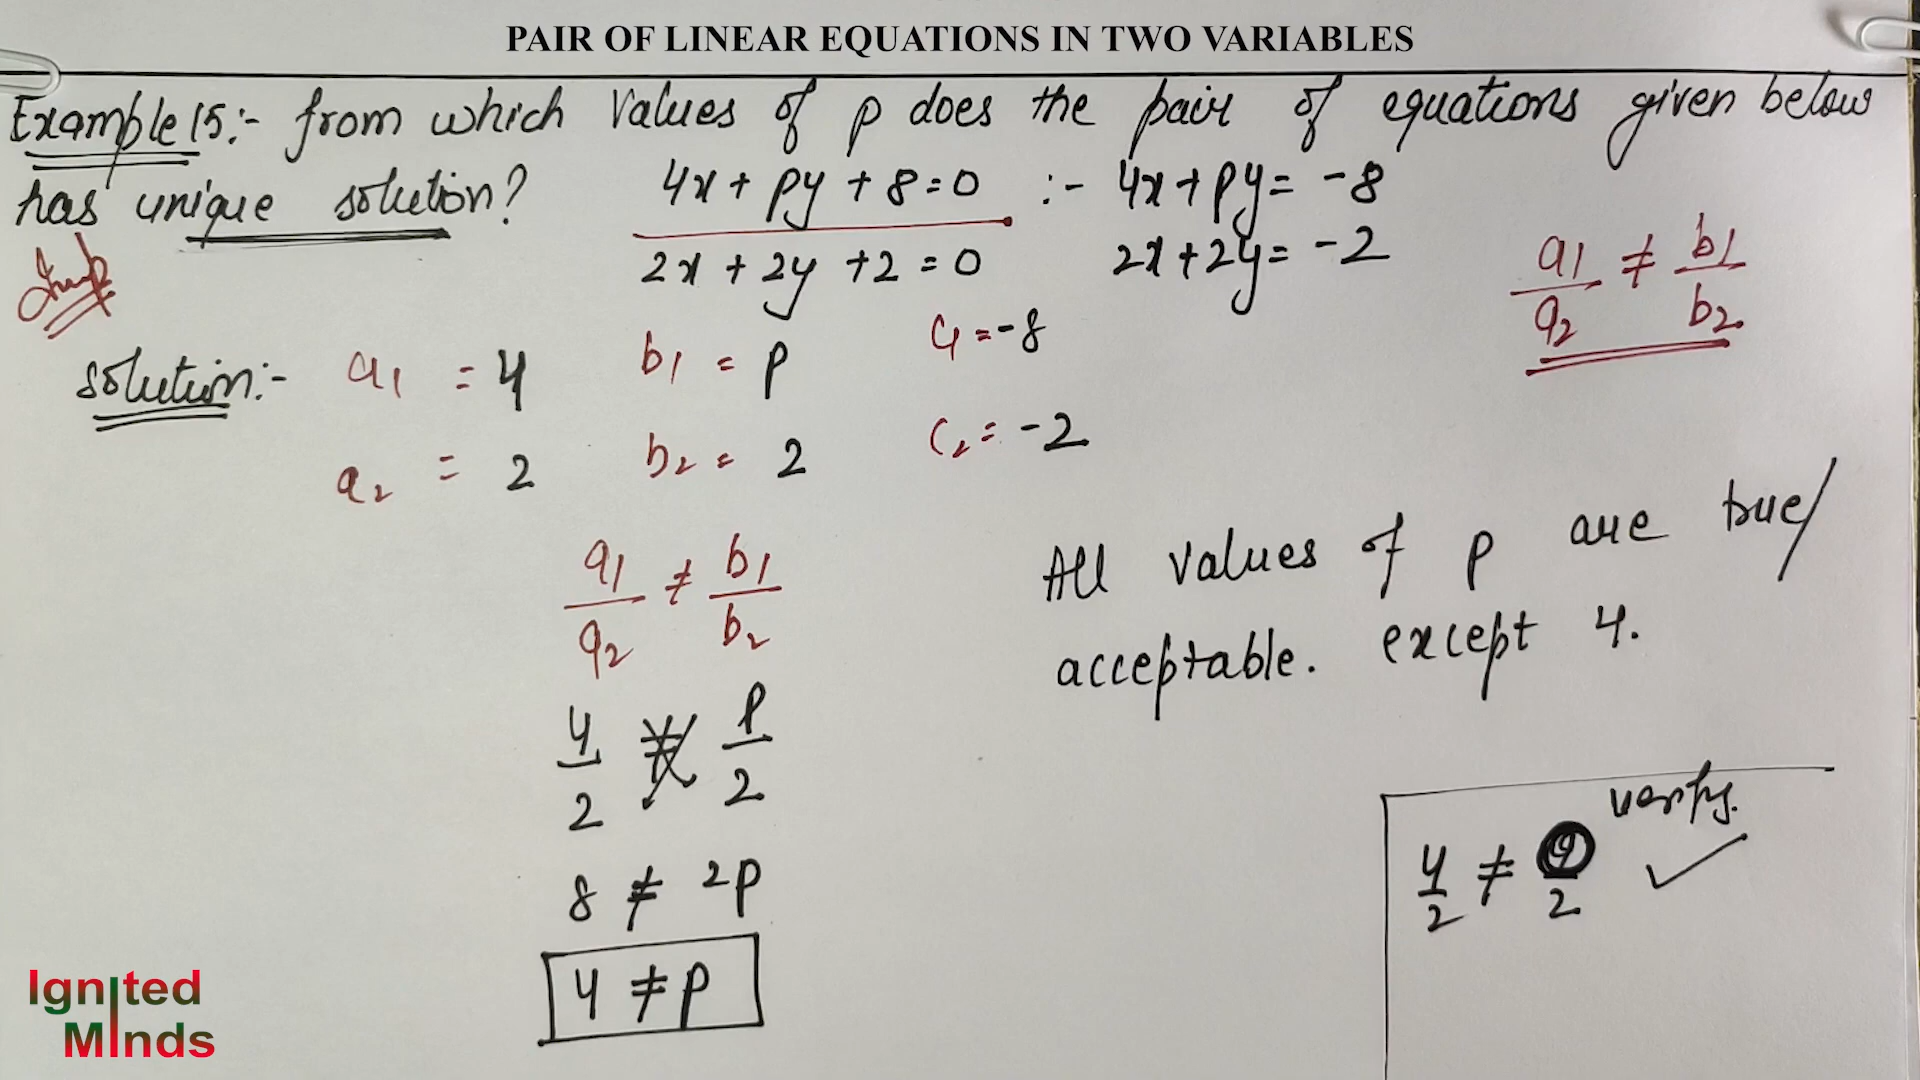 PAIR OF LINEAR EQUATIONS IN TWO VARIABLES
Example 15:- from which values of p does the pair of equations given below
has unique solution? 4x + py + 8 = 0 :- 4x + py = -8
2x + 2y + 2 = 0 2x + 2y = -2
a1/a2 ≠ b1/b2
Solution:- a1 = 4 b1 = p c1 = -8
a2 = 2 b2 = 2 c2 = -2
a1/a2 ≠ b1/b2
4/2 ≠ p/2
8 ≠ 2p
4 ≠ p
All values of p are true/
acceptable. except 4.
verify.
4/2 ≠ 9/2 ✓
Ignited
Minds